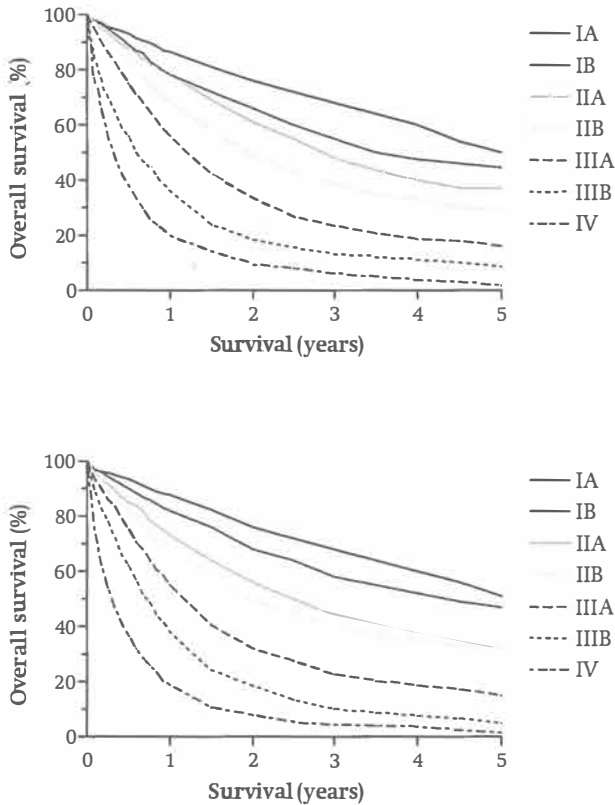 100
80
60
40
20
0
Overall survival (%)
0 1 2 3 4 5
Survival (years)
IA
IB
IIA
IIB
IIIA
IIIB
IV
100
80
60
40
20
0
Overall survival (%)
0 1 2 3 4 5
Survival (years)
IA
IB
IIA
IIB
IIIA
IIIB
IV